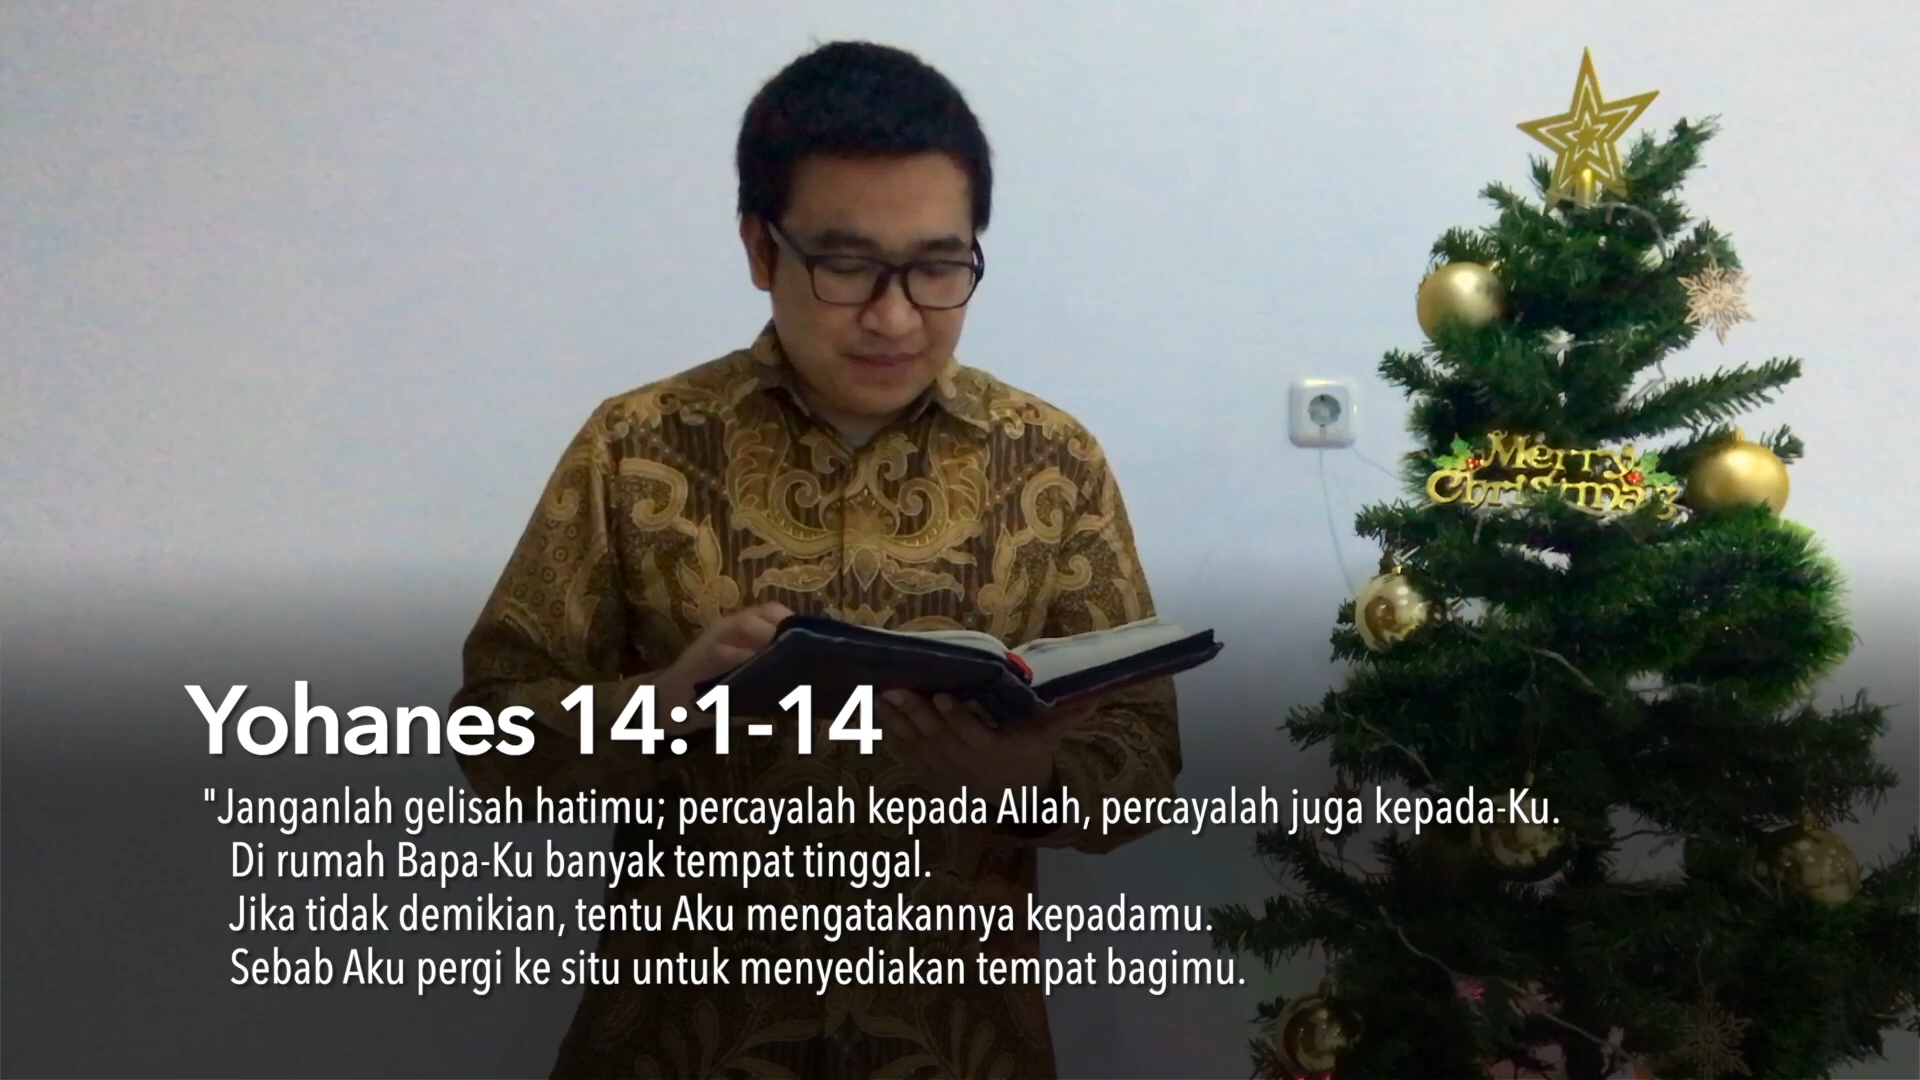 Merry
Christmas
Yohanes 14:1-14
"Janganlah gelisah hatimu; percayalah kepada Allah, percayalah juga kepada-Ku.
Di rumah Bapa-Ku banyak tempat tinggal.
Jika tidak demikian, tentu Aku mengatakannya kepadamu.
Sebab Aku pergi ke situ untuk menyediakan tempat bagimu.